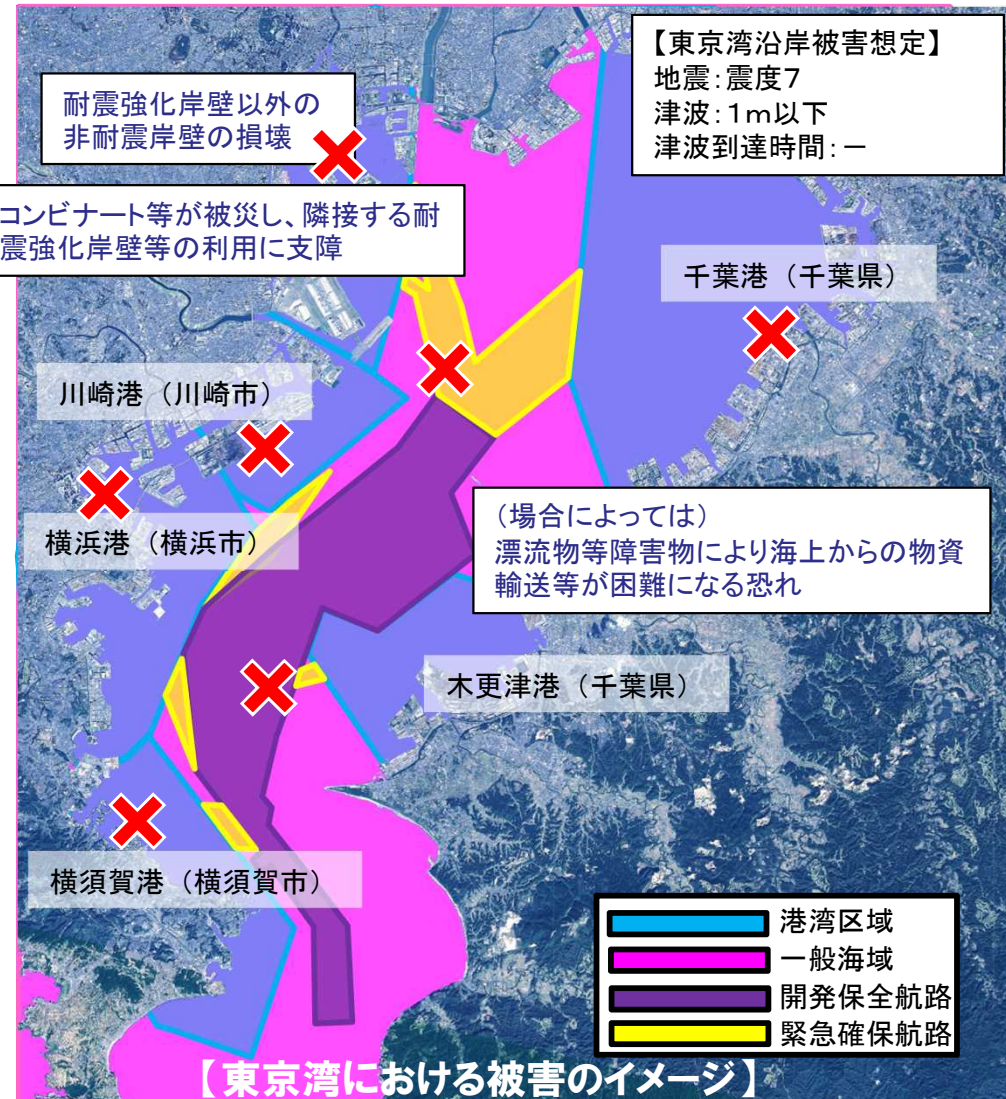 【東京湾沿岸被害想定】
地震：震度7
津波：1m以下
津波到達時間：－
耐震強化岸壁以外の
非耐震岸壁の損壊
コンビナート等が被災し、隣接する耐
震強化岸壁等の利用に支障
千葉港（千葉県）
川崎港（川崎市）
横浜港（横浜市）
（場合によっては）
漂流物等障害物により海上からの物資
輸送等が困難になる恐れ
木更津港（千葉県）
横須賀港（横須賀市）
港湾区域
一般海域
開発保全航路
緊急確保航路
【東京湾における被害のイメージ】